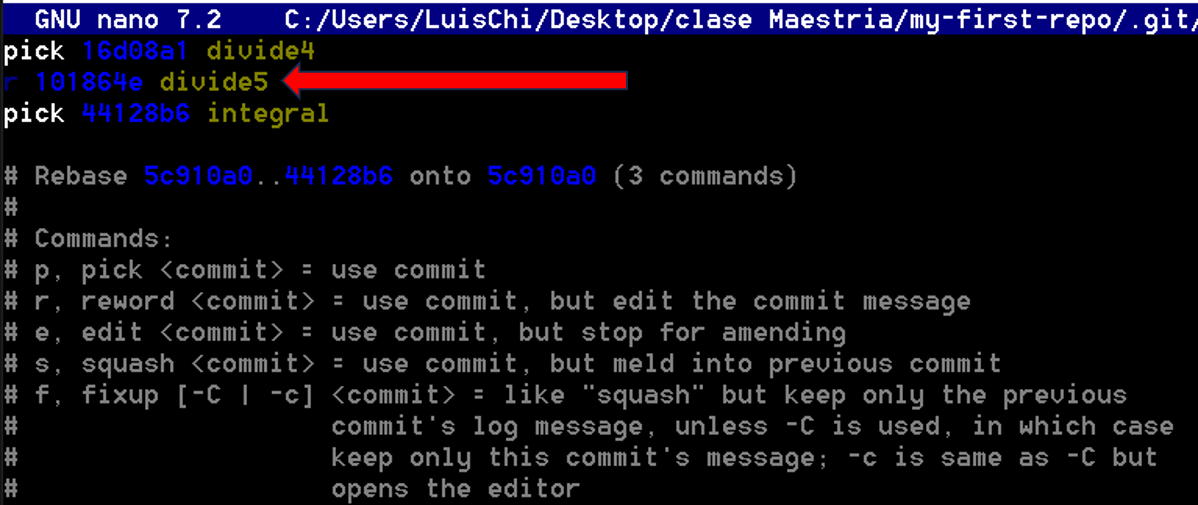 GNU nano 7.2 C:/Users/LuisChi/Desktop/clase Maestria/my-first-repo/.git/
pick 16d08a1 divide4
r 101864e divide5
pick 44128b6 integral
# Rebase 5c910a0..44128b6 onto 5c910a0 (3 commands)
#
# Commands:
# p, pick <commit> = use commit
# r, reword <commit> = use commit, but edit the commit message
# e, edit <commit> = use commit, but stop for amending
# s, squash <commit> = use commit, but meld into previous commit
# f, fixup [-C | -c] <commit> = like "squash" but keep only the previous
# commit's log message, unless -C is used, in which case
# keep only this commit's message; -c is same as -C but
# opens the editor